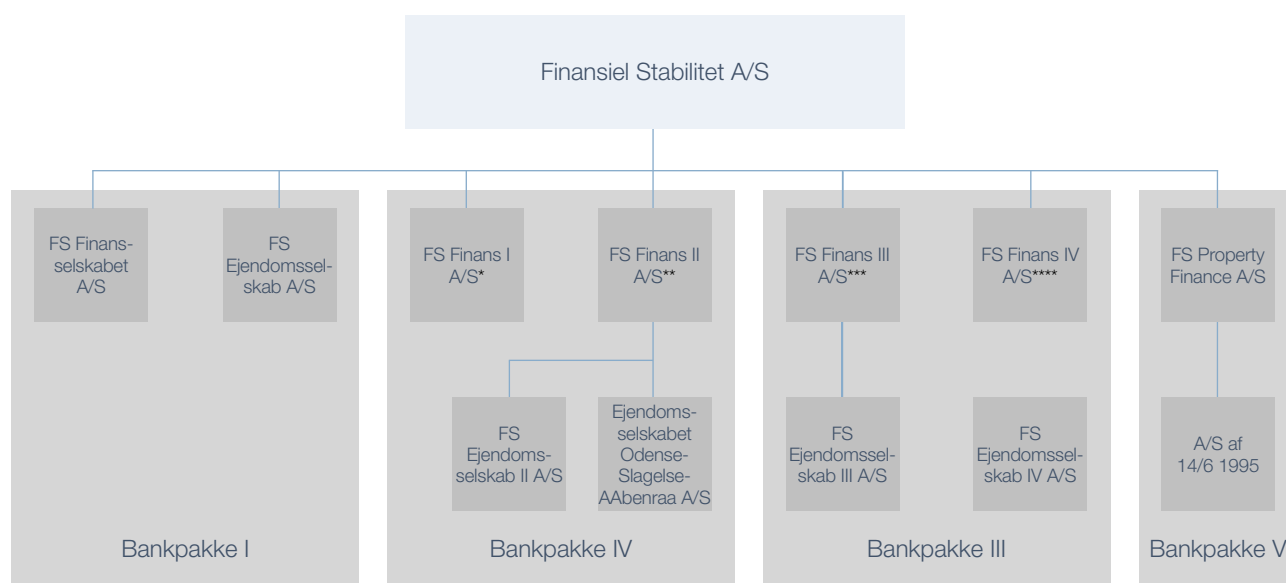 Finansiel Stabilitet A/S
FS Finans-
selskabet
A/S
FS
Ejendomssel-
skab A/S
FS Finans I
A/S*
FS Finans II
A/S**
FS Finans III
A/S***
FS Finans IV
A/S****
FS Property
Finance A/S
FS
Ejendoms-
selskab II A/S
Ejendoms-
selskabet
Odense-
Slagelse-
AAbenraa A/S
FS
Ejendomssel-
skab III A/S
FS
Ejendomssel-
skab IV A/S
A/S af
14/6 1995
Bankpakke I
Bankpakke IV
Bankpakke III
Bankpakke V